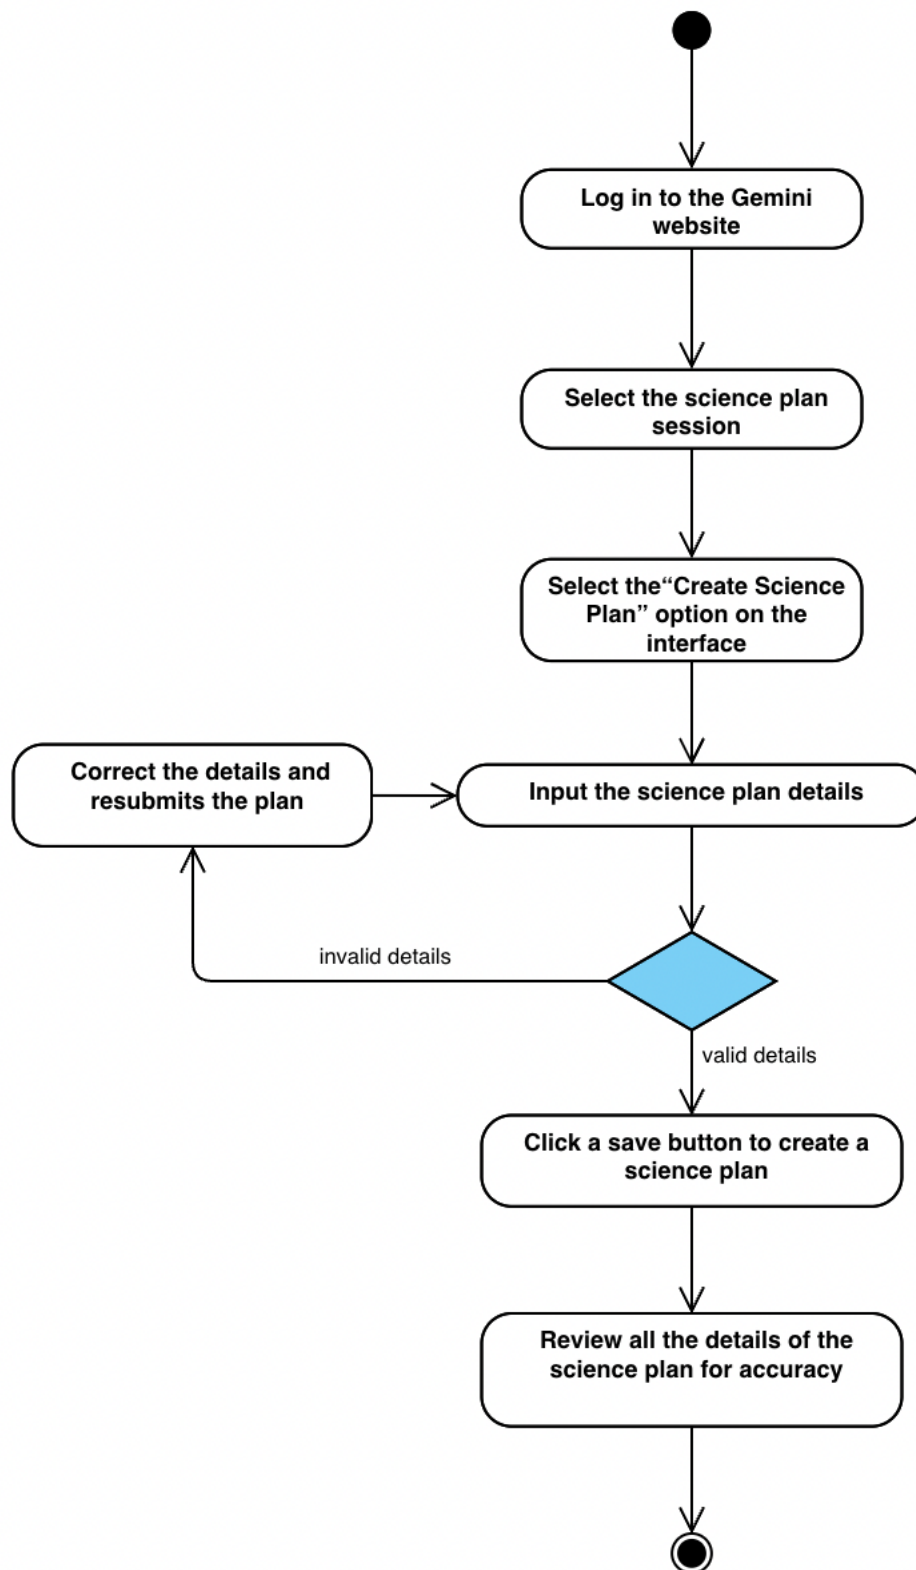 Log in to the Gemini
website
Select the science plan
session
Select the“Create Science
Plan” option on the
interface
Correct the details and
resubmits the plan
Input the science plan details
invalid details
valid details
Click a save button to create a
science plan
Review all the details of the
science plan for accuracy